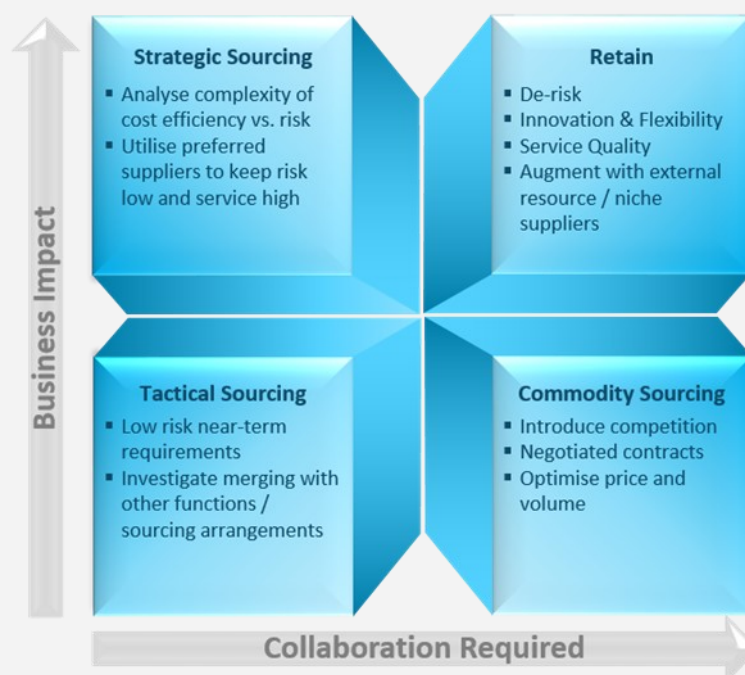 Business Impact
Strategic Sourcing
▪ Analyse complexity of
cost efficiency vs. risk
▪ Utilise preferred
suppliers to keep risk
low and service high
Retain
▪ De-risk
▪ Innovation & Flexibility
▪ Service Quality
▪ Augment with external
resource / niche
suppliers
Tactical Sourcing
▪ Low risk near-term
requirements
▪ Investigate merging with
other functions /
sourcing arrangements
Commodity Sourcing
▪ Introduce competition
▪ Negotiated contracts
▪ Optimise price and
volume
Collaboration Required